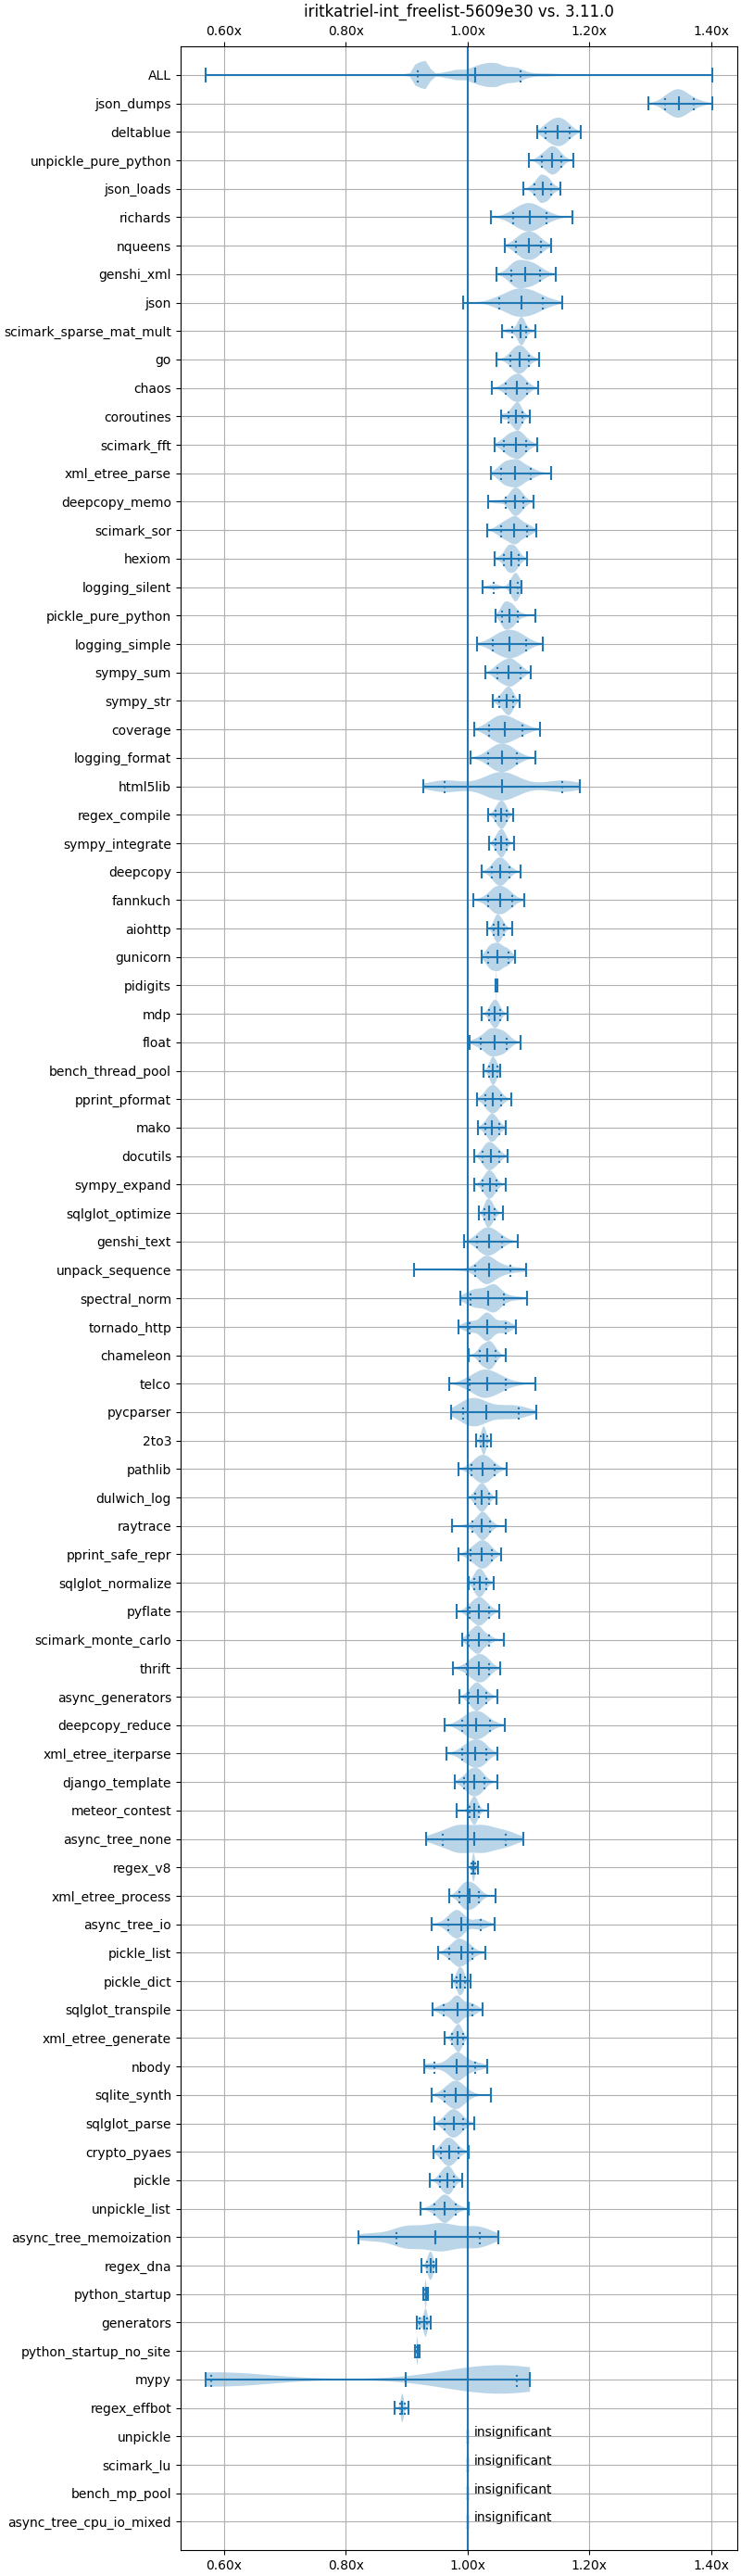 iritkatriel-int_freelist-5609e30 vs. 3.11.0
0.60x 0.80x 1.00x 1.20x 1.40x
ALL
json_dumps
deltablue
unpickle_pure_python
json_loads
richards
nqueens
genshi_xml
json
scimark_sparse_mat_mult
go
chaos
coroutines
scimark_fft
xml_etree_parse
deepcopy_memo
scimark_sor
hexiom
logging_silent
pickle_pure_python
logging_simple
sympy_sum
sympy_str
coverage
logging_format
html5lib
regex_compile
sympy_integrate
deepcopy
fannkuch
aiohttp
gunicorn
pidigits
mdp
float
bench_thread_pool
pprint_pformat
mako
docutils
sympy_expand
sqlglot_optimize
genshi_text
unpack_sequence
spectral_norm
tornado_http
chameleon
telco
pycparser
2to3
pathlib
dulwich_log
raytrace
pprint_safe_repr
sqlglot_normalize
pyflate
scimark_monte_carlo
thrift
async_generators
deepcopy_reduce
xml_etree_iterparse
django_template
meteor_contest
async_tree_none
regex_v8
xml_etree_process
async_tree_io
pickle_list
pickle_dict
sqlglot_transpile
xml_etree_generate
nbody
sqlite_synth
sqlglot_parse
crypto_pyaes
pickle
unpickle_list
async_tree_memoization
regex_dna
python_startup
generators
python_startup_no_site
mypy
regex_effbot
unpickle insignificant
scimark_lu insignificant
bench_mp_pool insignificant
async_tree_cpu_io_mixed insignificant
0.60x 0.80x 1.00x 1.20x 1.40x